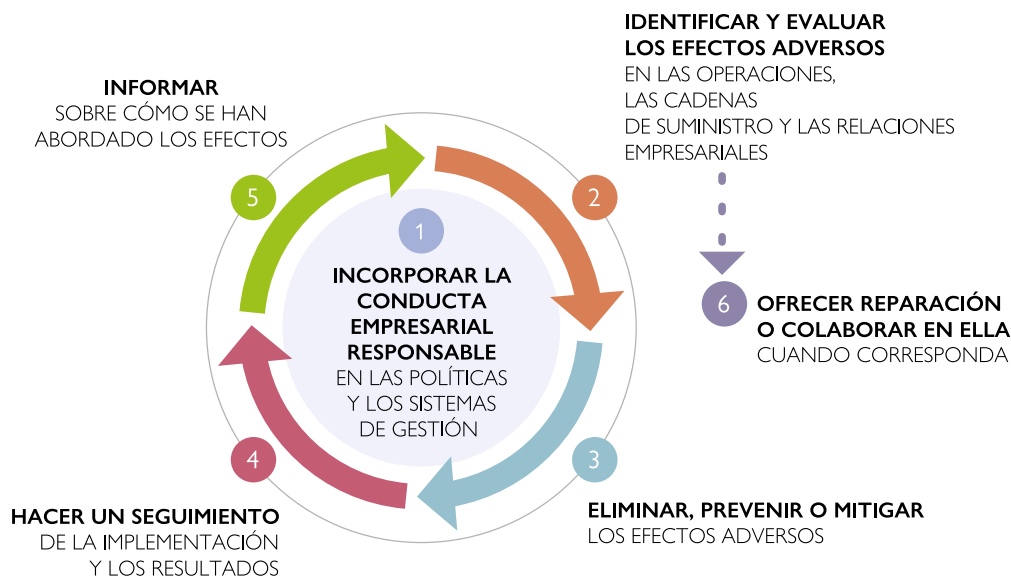 1
INCORPORAR LA
CONDUCTA
EMPRESARIAL
RESPONSABLE
EN LAS POLÍTICAS
Y LOS SISTEMAS
DE GESTIÓN
2
IDENTIFICAR Y EVALUAR
LOS EFECTOS ADVERSOS
EN LAS OPERACIONES,
LAS CADENAS
DE SUMINISTRO Y LAS RELACIONES
EMPRESARIALES
3
ELIMINAR, PREVENIR O MITIGAR
LOS EFECTOS ADVERSOS
4
HACER UN SEGUIMIENTO
DE LA IMPLEMENTACIÓN
Y LOS RESULTADOS
5
INFORMAR
SOBRE CÓMO SE HAN
ABORDADO LOS EFECTOS
6
OFRECER REPARACIÓN
O COLABORAR EN ELLA
CUANDO CORRESPONDA